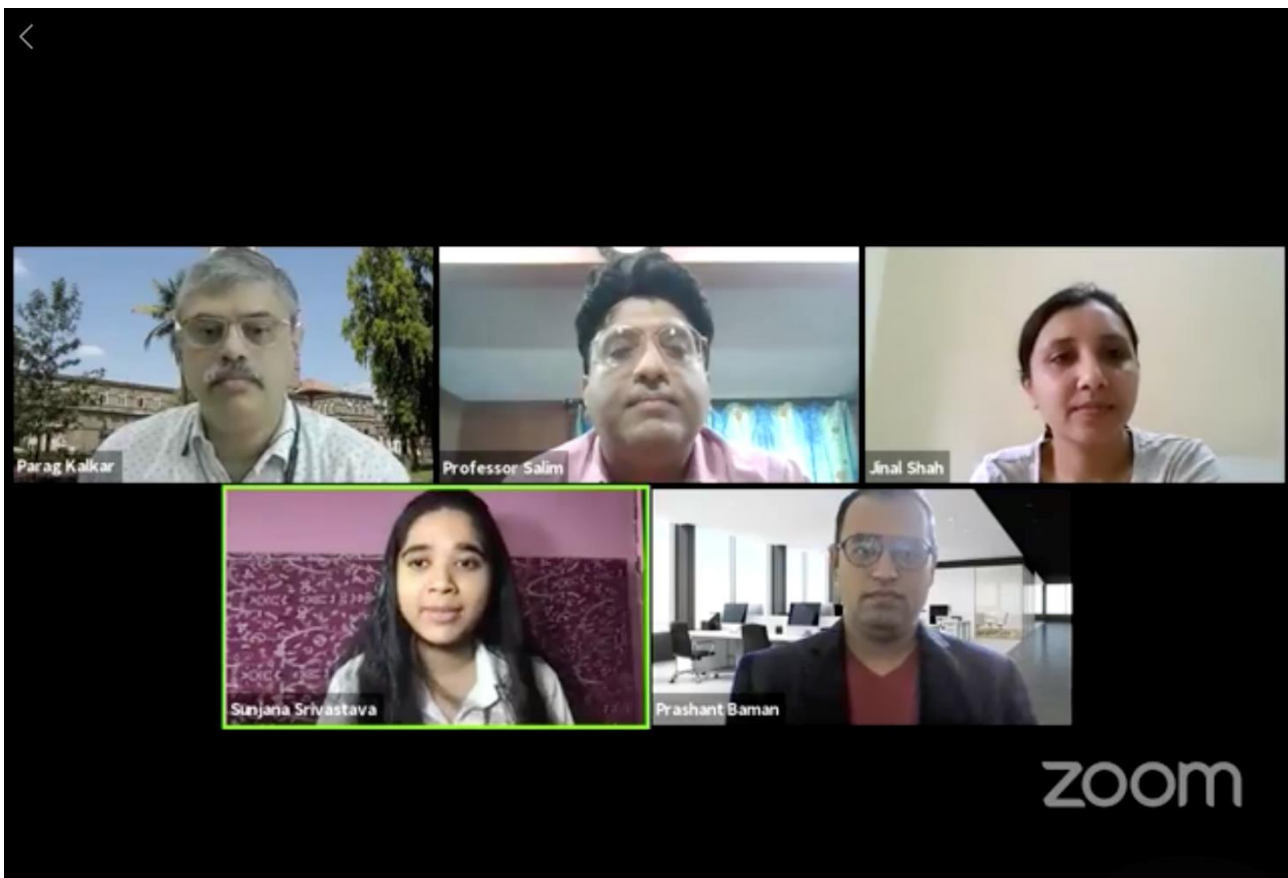 Parag Kalkar
Professor Salim
Jinal Shah
Sunjana Srivastava
Prashant Baman
zoom